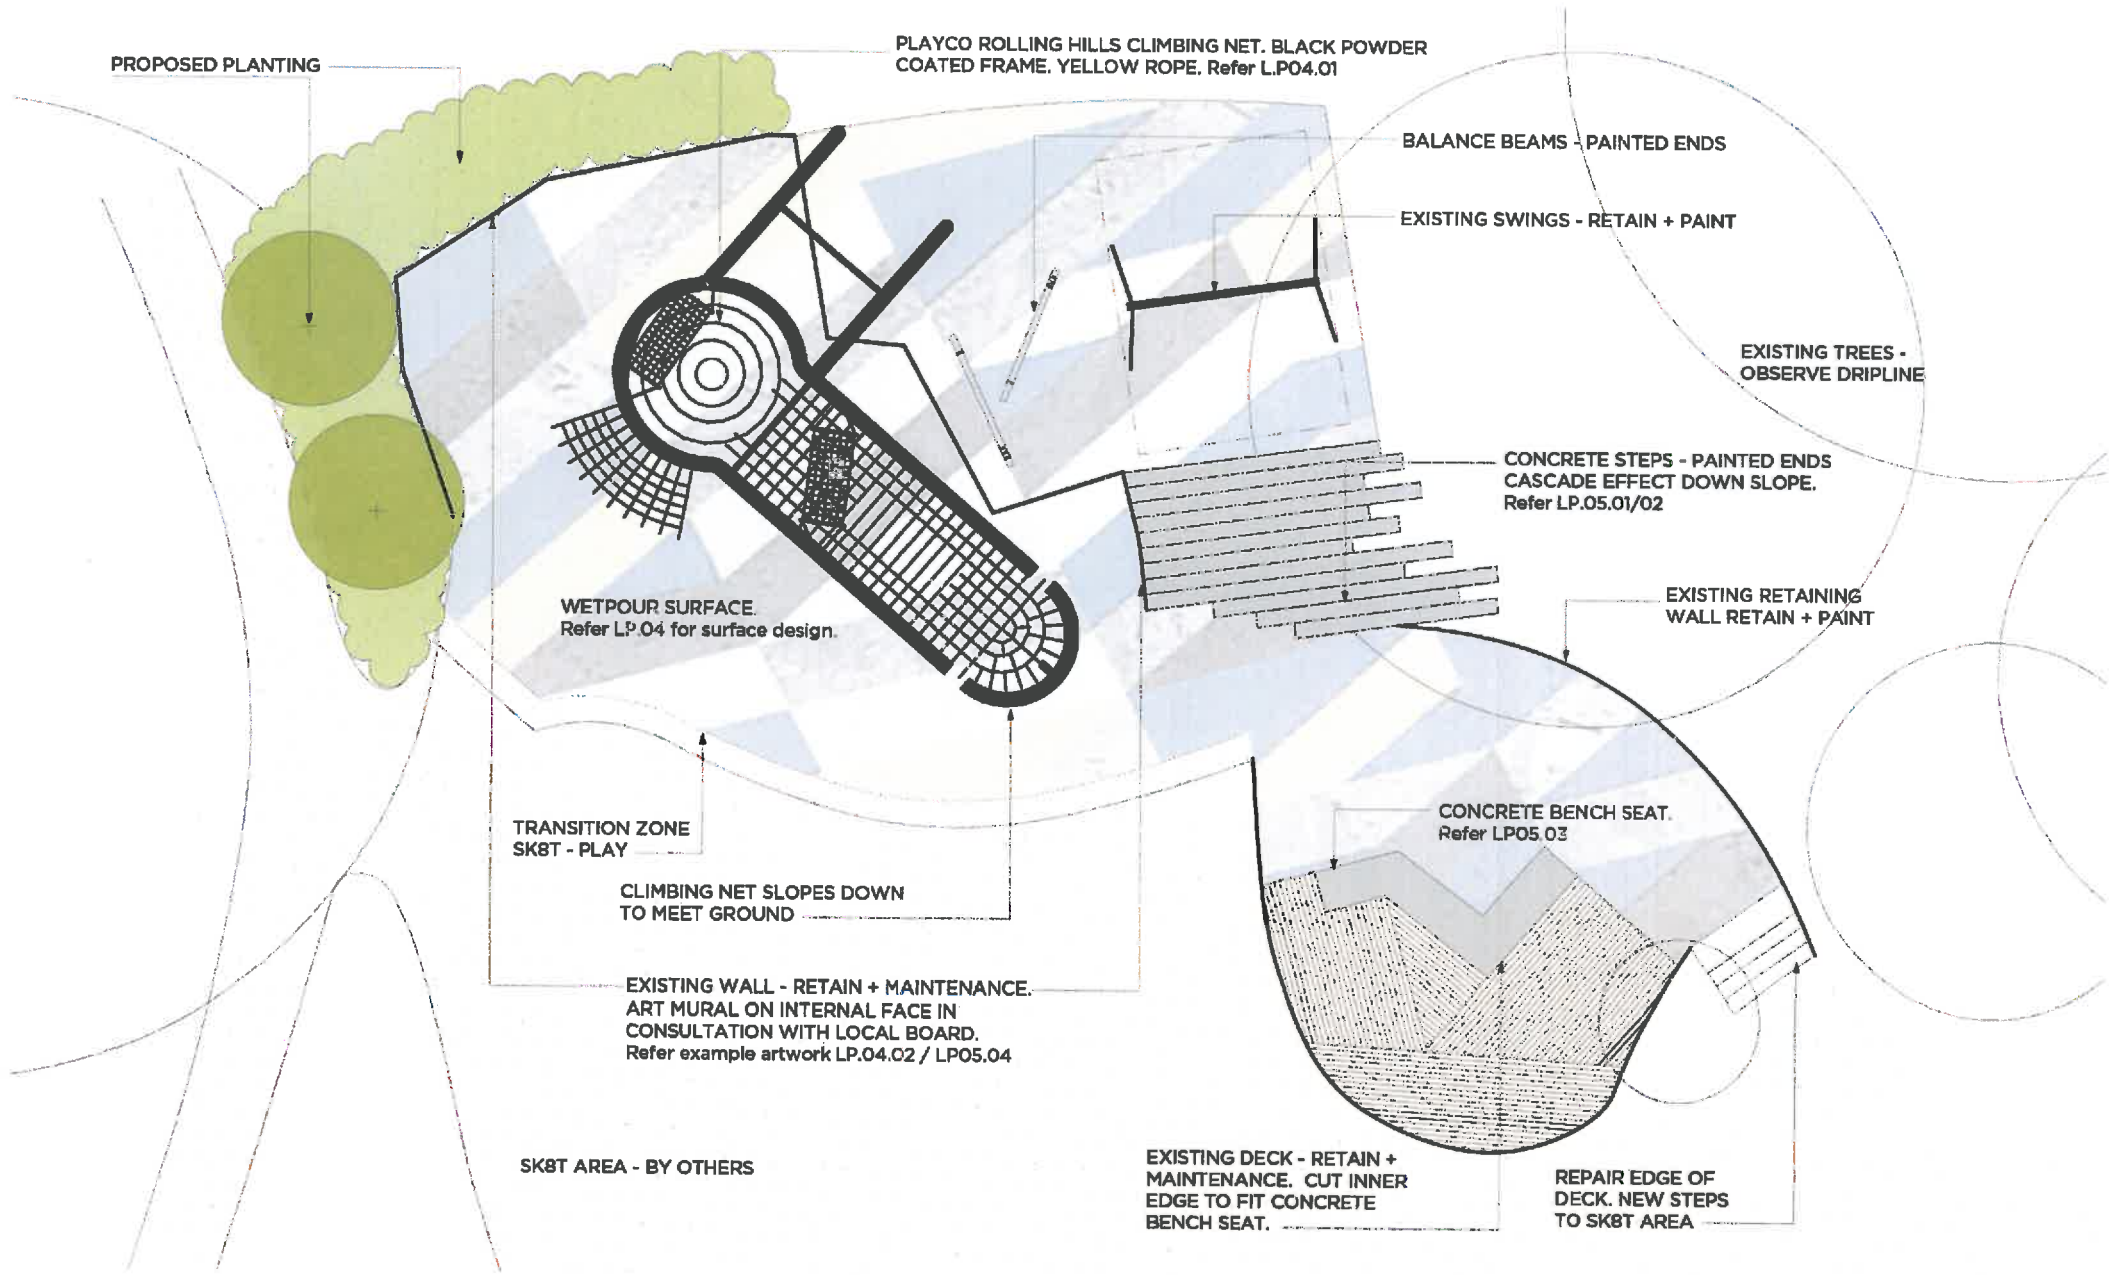 PROPOSED PLANTING
PLAYCO ROLLING HILLS CLIMBING NET. BLACK POWDER
COATED FRAME. YELLOW ROPE. Refer L.P04.01
BALANCE BEAMS - PAINTED ENDS
EXISTING SWINGS - RETAIN + PAINT
EXISTING TREES -
OBSERVE DRIPLINE
CONCRETE STEPS - PAINTED ENDS
CASCADE EFFECT DOWN SLOPE.
Refer LP.05.01/02
EXISTING RETAINING
WALL RETAIN + PAINT
WETPOUR SURFACE.
Refer LP.04 for surface design.
CONCRETE BENCH SEAT.
Refer LP05.03
TRANSITION ZONE
SK8T - PLAY
CLIMBING NET SLOPES DOWN
TO MEET GROUND
EXISTING WALL - RETAIN + MAINTENANCE.
ART MURAL ON INTERNAL FACE IN
CONSULTATION WITH LOCAL BOARD.
Refer example artwork LP.04.02 / LP05.04
SK8T AREA - BY OTHERS
EXISTING DECK - RETAIN +
MAINTENANCE. CUT INNER
EDGE TO FIT CONCRETE
BENCH SEAT.
REPAIR EDGE OF
DECK. NEW STEPS
TO SK8T AREA